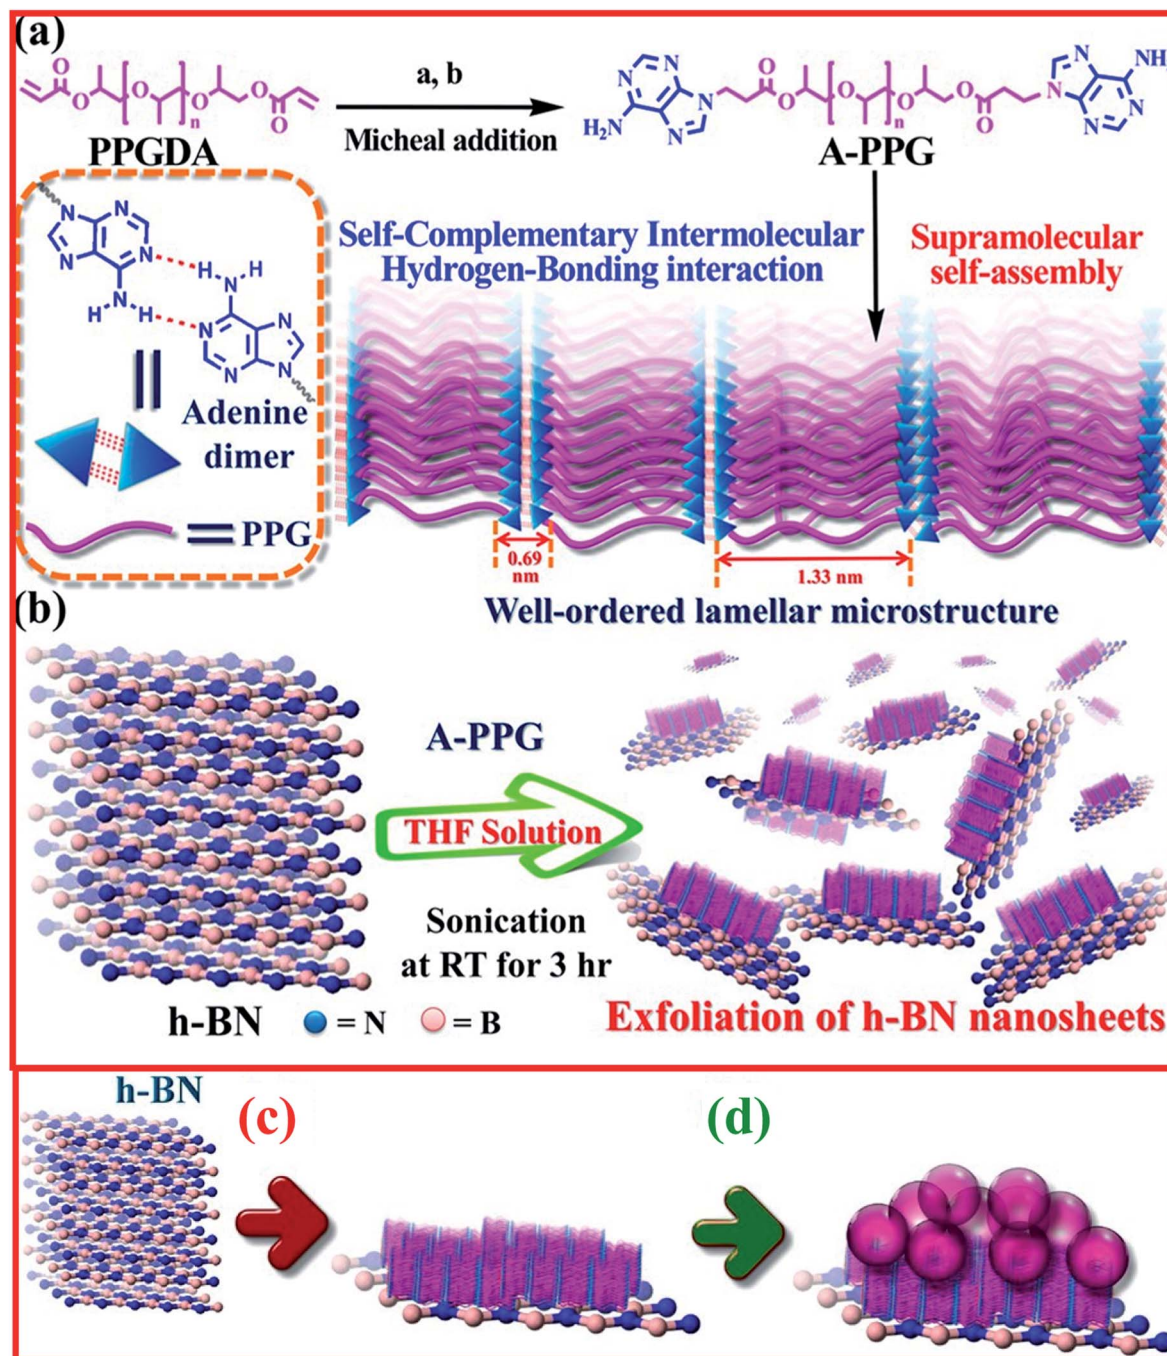 (a)
a, b
Micheal addition
PPGDA
A-PPG
O
O
O
O
O
O
n
N
N
N
N
H₂N
O
O
O
O
O
O
n
N
N
N
N
NH
N
N
N
N
H
N
H
H
N
H
N
N
N
N
Adenine
dimer
PPG
Self-Complementary Intermolecular
Hydrogen-Bonding interaction
Supramolecular
self-assembly
0.69
nm
1.33 nm
Well-ordered lamellar microstructure
(b)
A-PPG
THF Solution
Sonication
at RT for 3 hr
h-BN
= N
= B
Exfoliation of h-BN nanosheets
h-BN
(c)
(d)